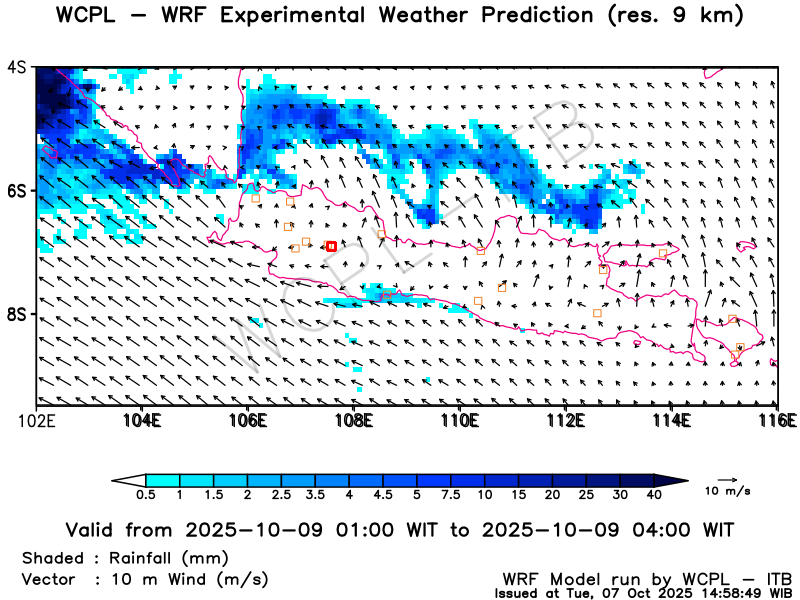 WCPL – WRF Experimental Weather Prediction (res. 9 km)
WCPL-ITB
4S
6S
8S
102E 104E 106E 108E 110E 112E 114E 116E
0.5 1 1.5 2 2.5 3.5 4 4.5 5 7.5 10 15 20 25 30 40
10 m/s
Valid from 2025-10-09 01:00 WIT to 2025-10-09 04:00 WIT
Shaded : Rainfall (mm)
Vector : 10 m Wind (m/s)
WRF Model run by WCPL – ITB
Issued at Tue, 07 Oct 2025 14:58:49 WIB